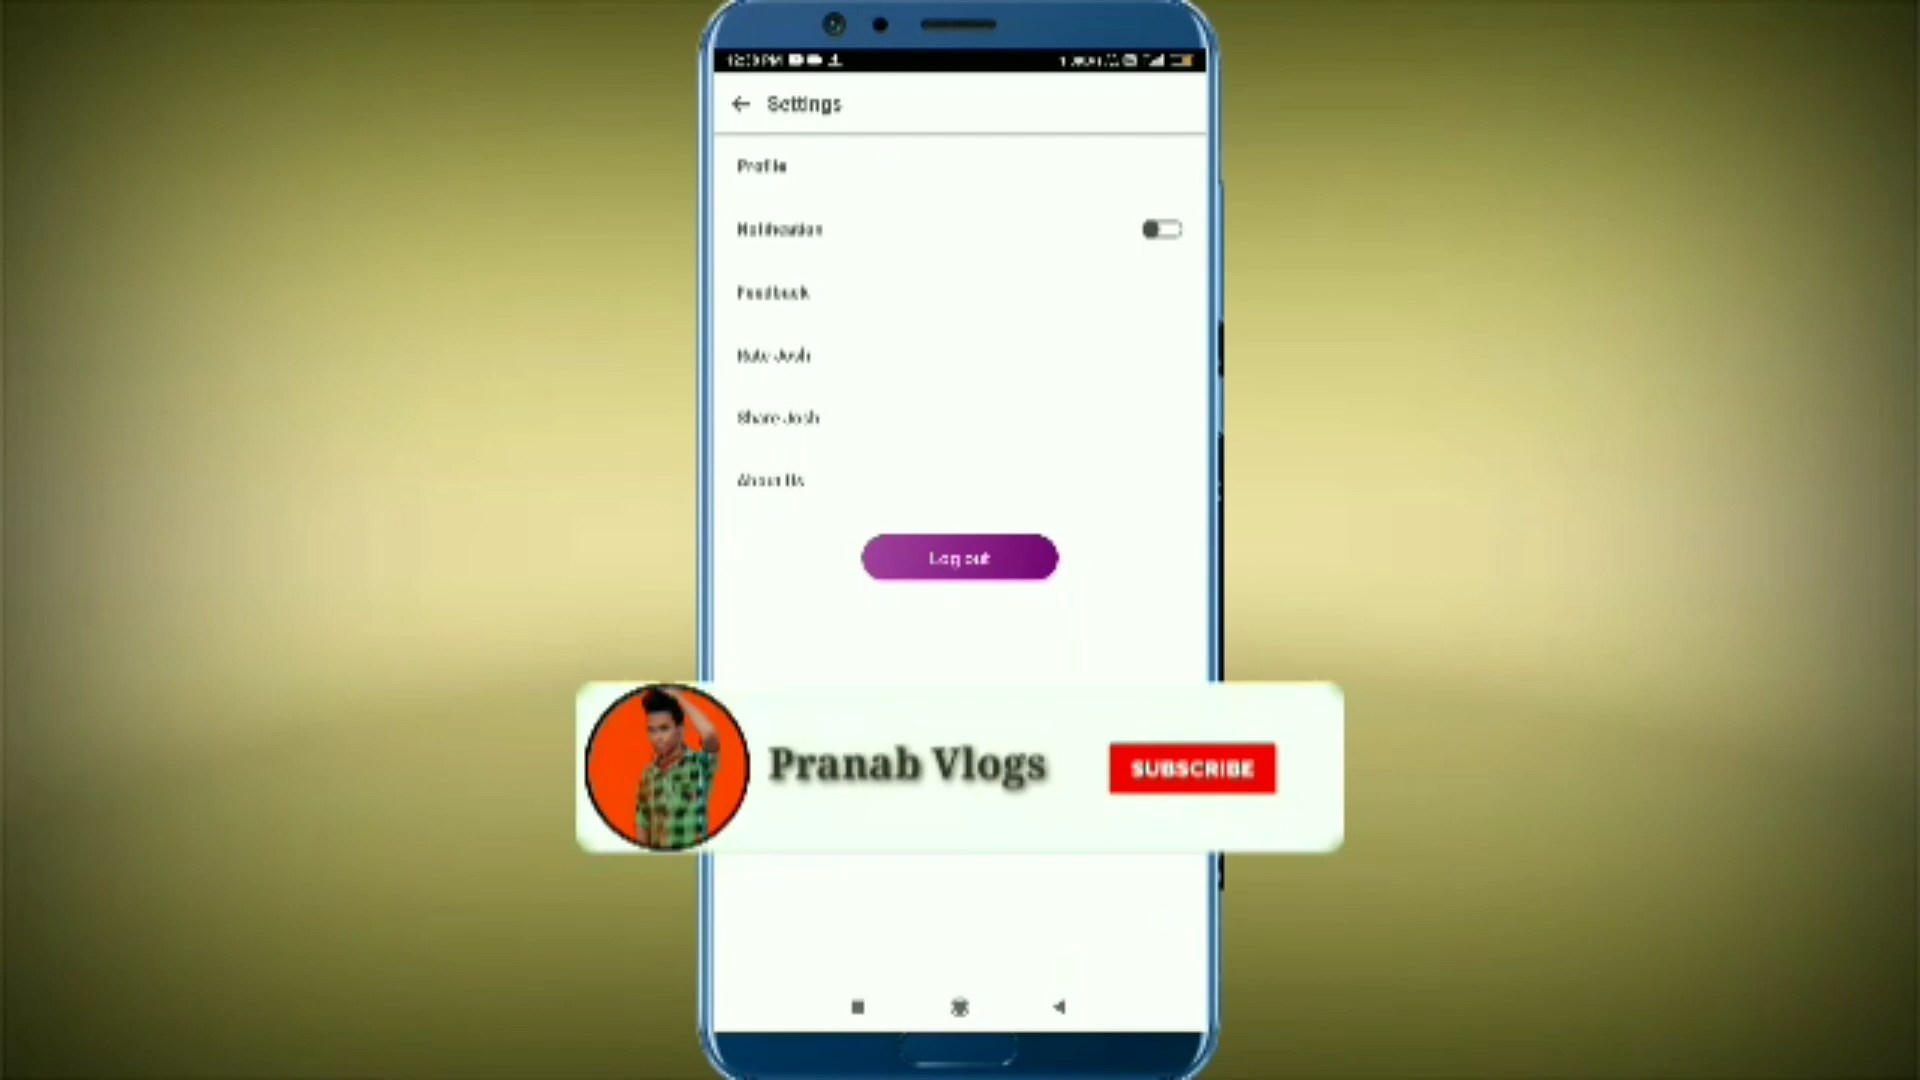 Settings
Profile
Notification
Feedback
Rate Josh
Share Josh
About Us
Log out
Pranab Vlogs
SUBSCRIBE